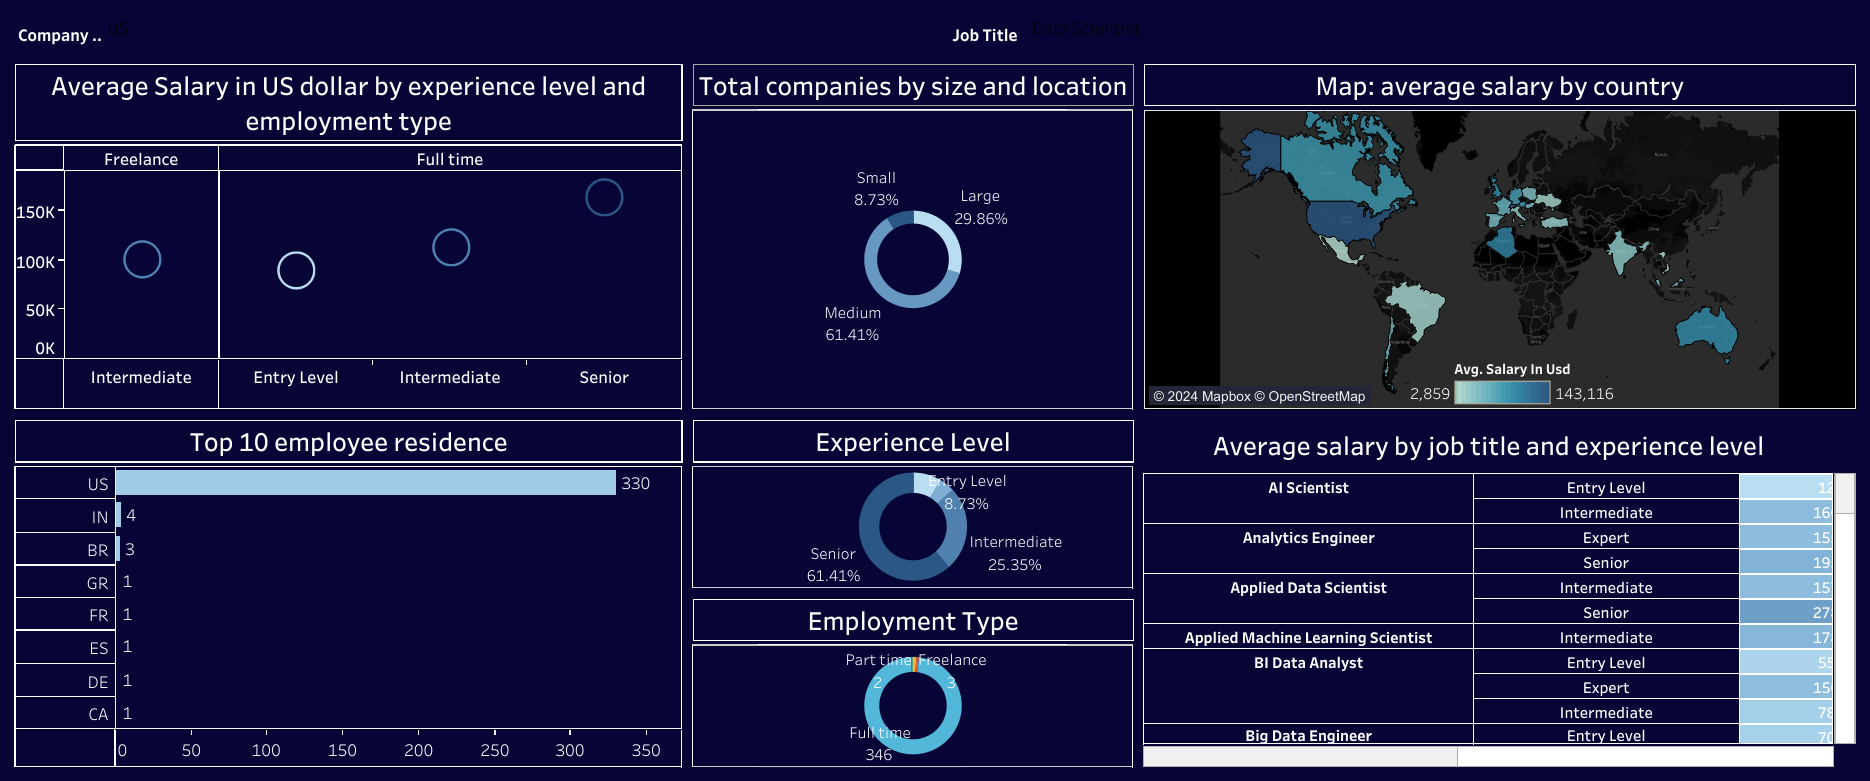 Company ..
US
Job Title
Data Scientist
Average Salary in US dollar by experience level and
employment type
Freelance
Full time
150K
100K
50K
0K
Intermediate
Entry Level
Intermediate
Senior
Total companies by size and location
Small
8.73%
Large
29.86%
Medium
61.41%
Map: average salary by country
Avg. Salary In Usd
2,859
143,116
© 2024 Mapbox © OpenStreetMap
Top 10 employee residence
US
330
IN
4
BR
3
GR
1
FR
1
ES
1
DE
1
CA
1
0
50
100
150
200
250
300
350
Experience Level
Entry Level
8.73%
Intermediate
25.35%
Senior
61.41%
Employment Type
Part time
2
Freelance
3
Full time
346
Average salary by job title and experience level
AI Scientist
Entry Level
12
Intermediate
16
Analytics Engineer
Expert
15
Senior
19
Applied Data Scientist
Intermediate
15
Senior
27
Applied Machine Learning Scientist
Intermediate
17
BI Data Analyst
Entry Level
55
Expert
15
Intermediate
78
Big Data Engineer
Entry Level
70